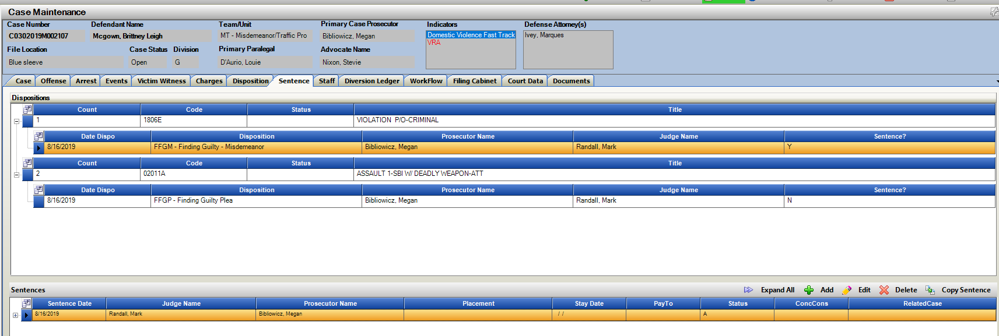 Case Maintenance
Case Number Defendant Name Team/Unit Primary Case Prosecutor Indicators Defense Attorney(s)
C0302019M002107 Mcgown, Brittney Leigh MT - Misdemeanor/Traffic Pro Bibliowicz, Megan Domestic Violence Fast Track Ivey, Marques
VRA
File Location Case Status Division Primary Paralegal Advocate Name
Blue sleeve Open G D'Aurio, Louie Nixon, Stevie
Case Offense Arrest Events Victim Witness Charges Disposition Sentence Staff Diversion Ledger WorkFlow Filing Cabinet Court Data Documents
Dispositions
Count Code Status Title
1 1806E VIOLATION P/O-CRIMINAL
Date Dispo Disposition Prosecutor Name Judge Name Sentence?
8/16/2019 FFGM - Finding Guilty - Misdemeanor Bibliowicz, Megan Randall, Mark Y
Count Code Status Title
2 02011A ASSAULT 1-SBI W/ DEADLY WEAPON-ATT
Date Dispo Disposition Prosecutor Name Judge Name Sentence?
8/16/2019 FFGP - Finding Guilty Plea Bibliowicz, Megan Randall, Mark N
Sentences Expand All Add Edit Delete Copy Sentence
Sentence Date Judge Name Prosecutor Name Placement Stay Date PayTo Status ConcCons RelatedCase
8/16/2019 Randall, Mark Bibliowicz, Megan / / A